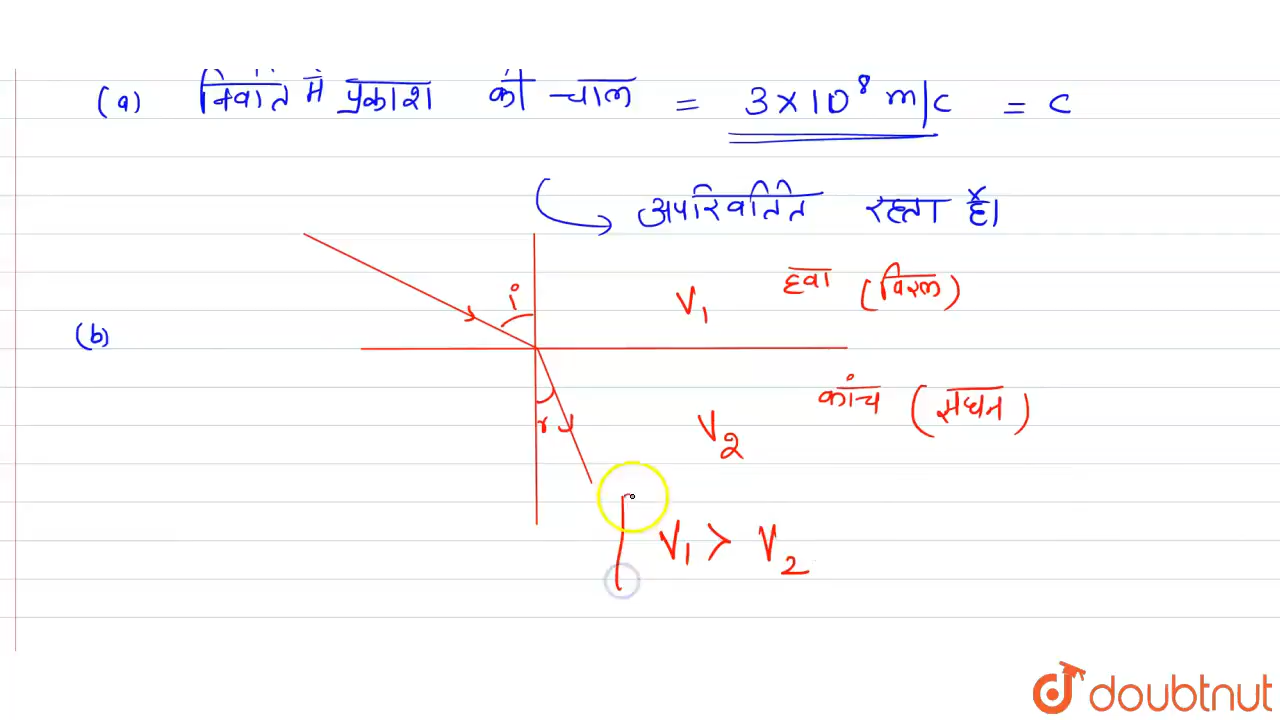 (a) निर्वात में प्रकाश की चाल = 3×10⁸ m/c = c
अपरिवर्तित रहता है।
i V₁ हवा (विरल)
(b)
कांच (सघन)
r V₂
V₁ > V₂
doubtnut